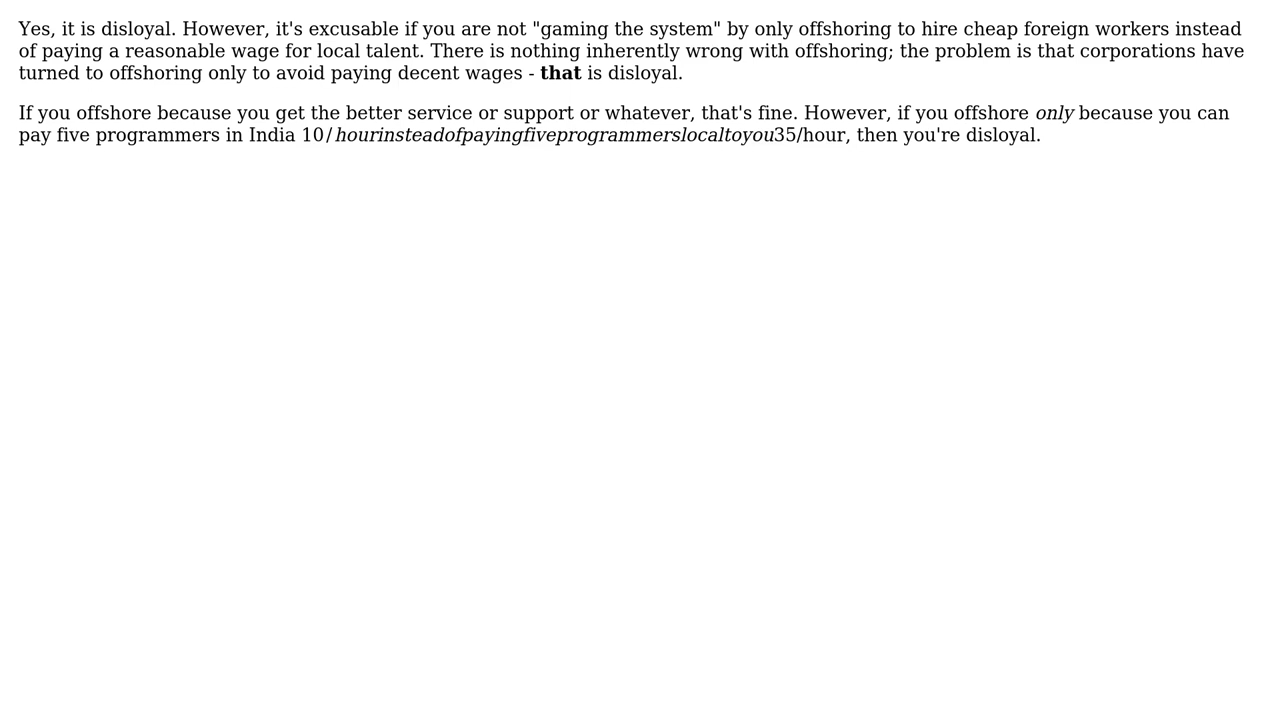 Yes, it is disloyal. However, it's excusable if you are not "gaming the system" by only offshoring to hire cheap foreign workers instead
of paying a reasonable wage for local talent. There is nothing inherently wrong with offshoring; the problem is that corporations have
turned to offshoring only to avoid paying decent wages - that is disloyal.
If you offshore because you get the better service or support or whatever, that's fine. However, if you offshore only because you can
pay five programmers in India 10/hourinsteadofpayingfiveprogrammerslocaltoyou35/hour, then you're disloyal.